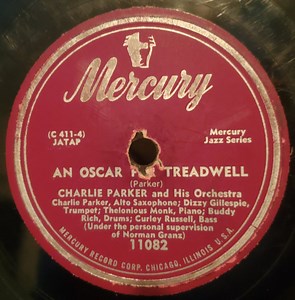 Mercury
(C 411-4)
JATAP
Mercury
Jazz Series
AN OSCAR TREADWELL
(Parker)
CHARLIE PARKER and His Orchestra
Charlie Parker, Alto Saxophone; Dizzy Gillespie,
Trumpet; Thelonious Monk, Piano; Buddy
Rich, Drums; Curley Russell, Bass
(Under the personal supervision
of Norman Granz)
11082
MERCURY RECORD CORP. CHICAGO, ILLINOIS U.S.A.